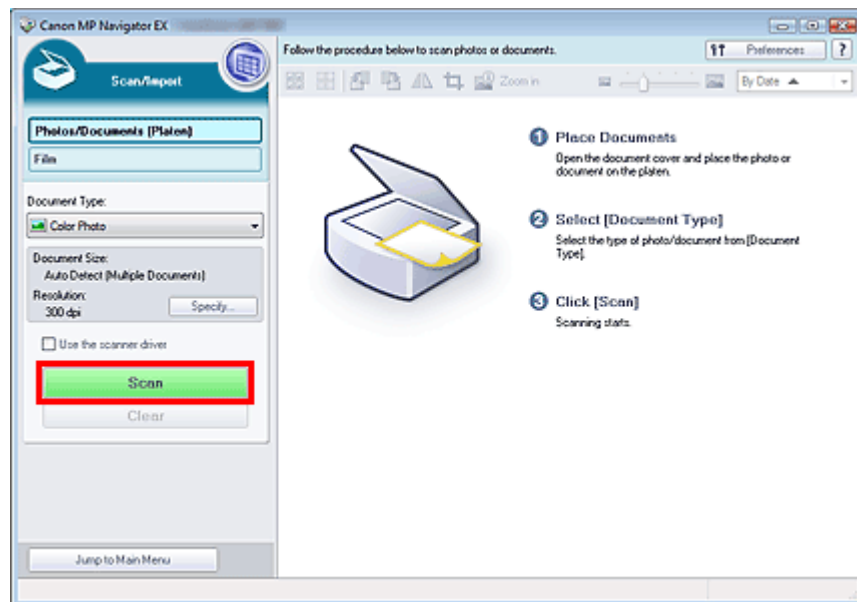 Canon MP Navigator EX
Scan/Import
Follow the procedure below to scan photos or documents.
Preferences
?
Zoom in
By Date
Photos/Documents (Platen)
Film
Document Type:
Color Photo
Document Size:
Auto Detect (Multiple Documents)
Resolution:
300 dpi
Specify...
Use the scanner driver
Scan
Clear
Jump to Main Menu
1 Place Documents
Open the document cover and place the photo or
document on the platen.
2 Select [Document Type]
Select the type of photo/document from [Document
Type].
3 Click [Scan]
Scanning starts.